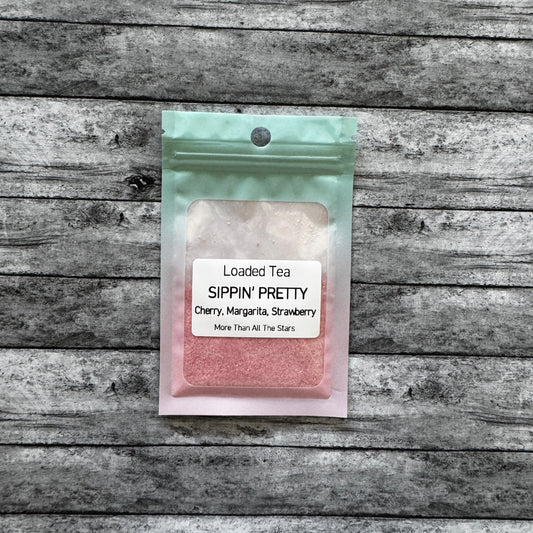 Loaded Tea
SIPPIN' PRETTY
Cherry, Margarita, Strawberry
More Than All The Stars